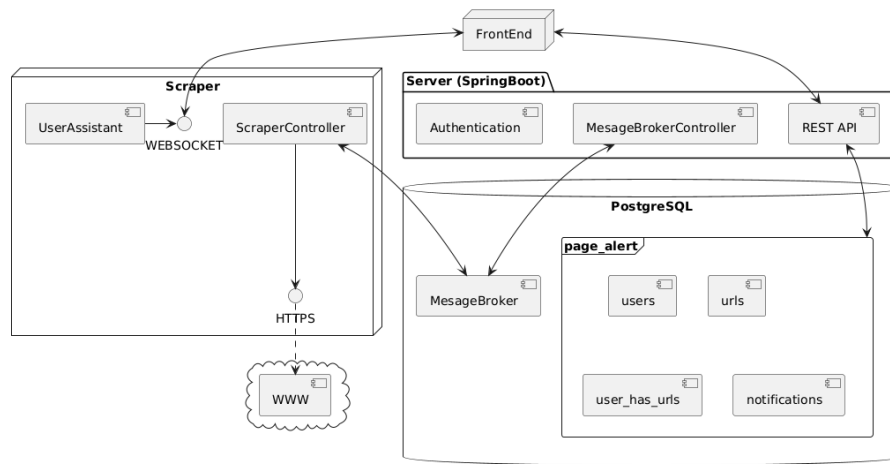 FrontEnd
Scraper
Server (SpringBoot)
UserAssistant
WEBSOCKET
ScraperController
Authentication
MesageBrokerController
REST API
PostgreSQL
page_alert
MesageBroker
users
urls
HTTPS
WWW
user_has_urls
notifications